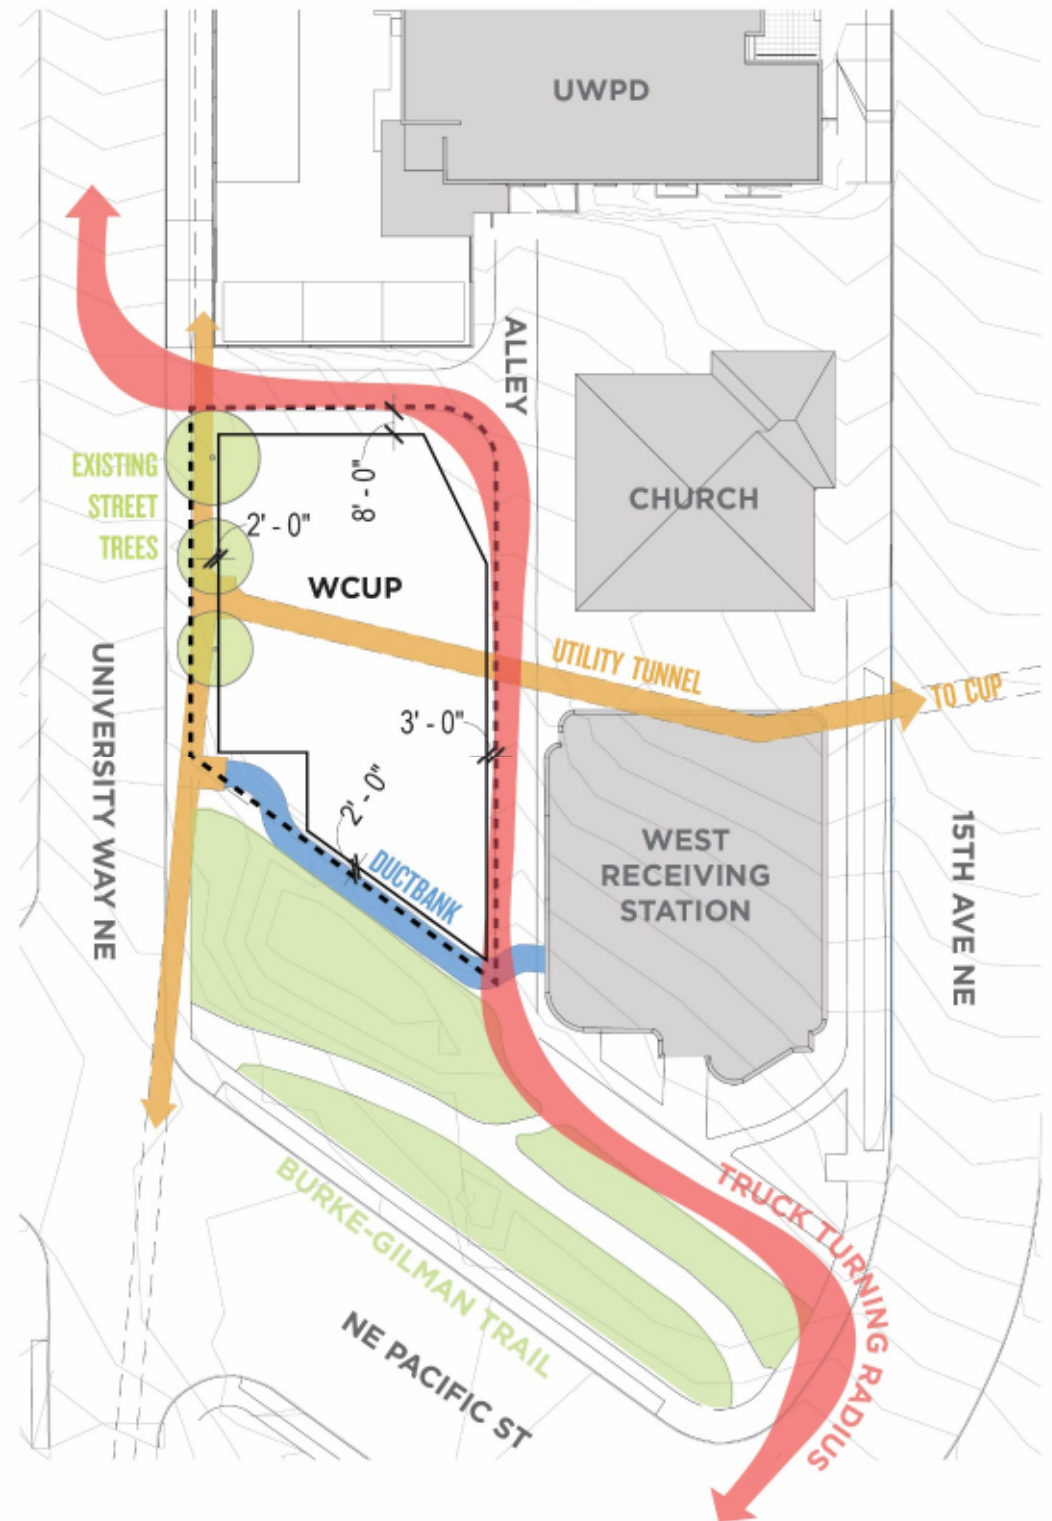 UWPD
ALLEY
EXISTING
STREET
TREES
8' - 0"
2' - 0"
CHURCH
WCUP
UTILITY TUNNEL
TO CUP
UNIVERSITY WAY NE
3' - 0"
2' - 0"
DUCTBANK
WEST
RECEIVING
STATION
15TH AVE NE
BURKE-GILMAN TRAIL
TRUCK TURNING RADIUS
NE PACIFIC ST